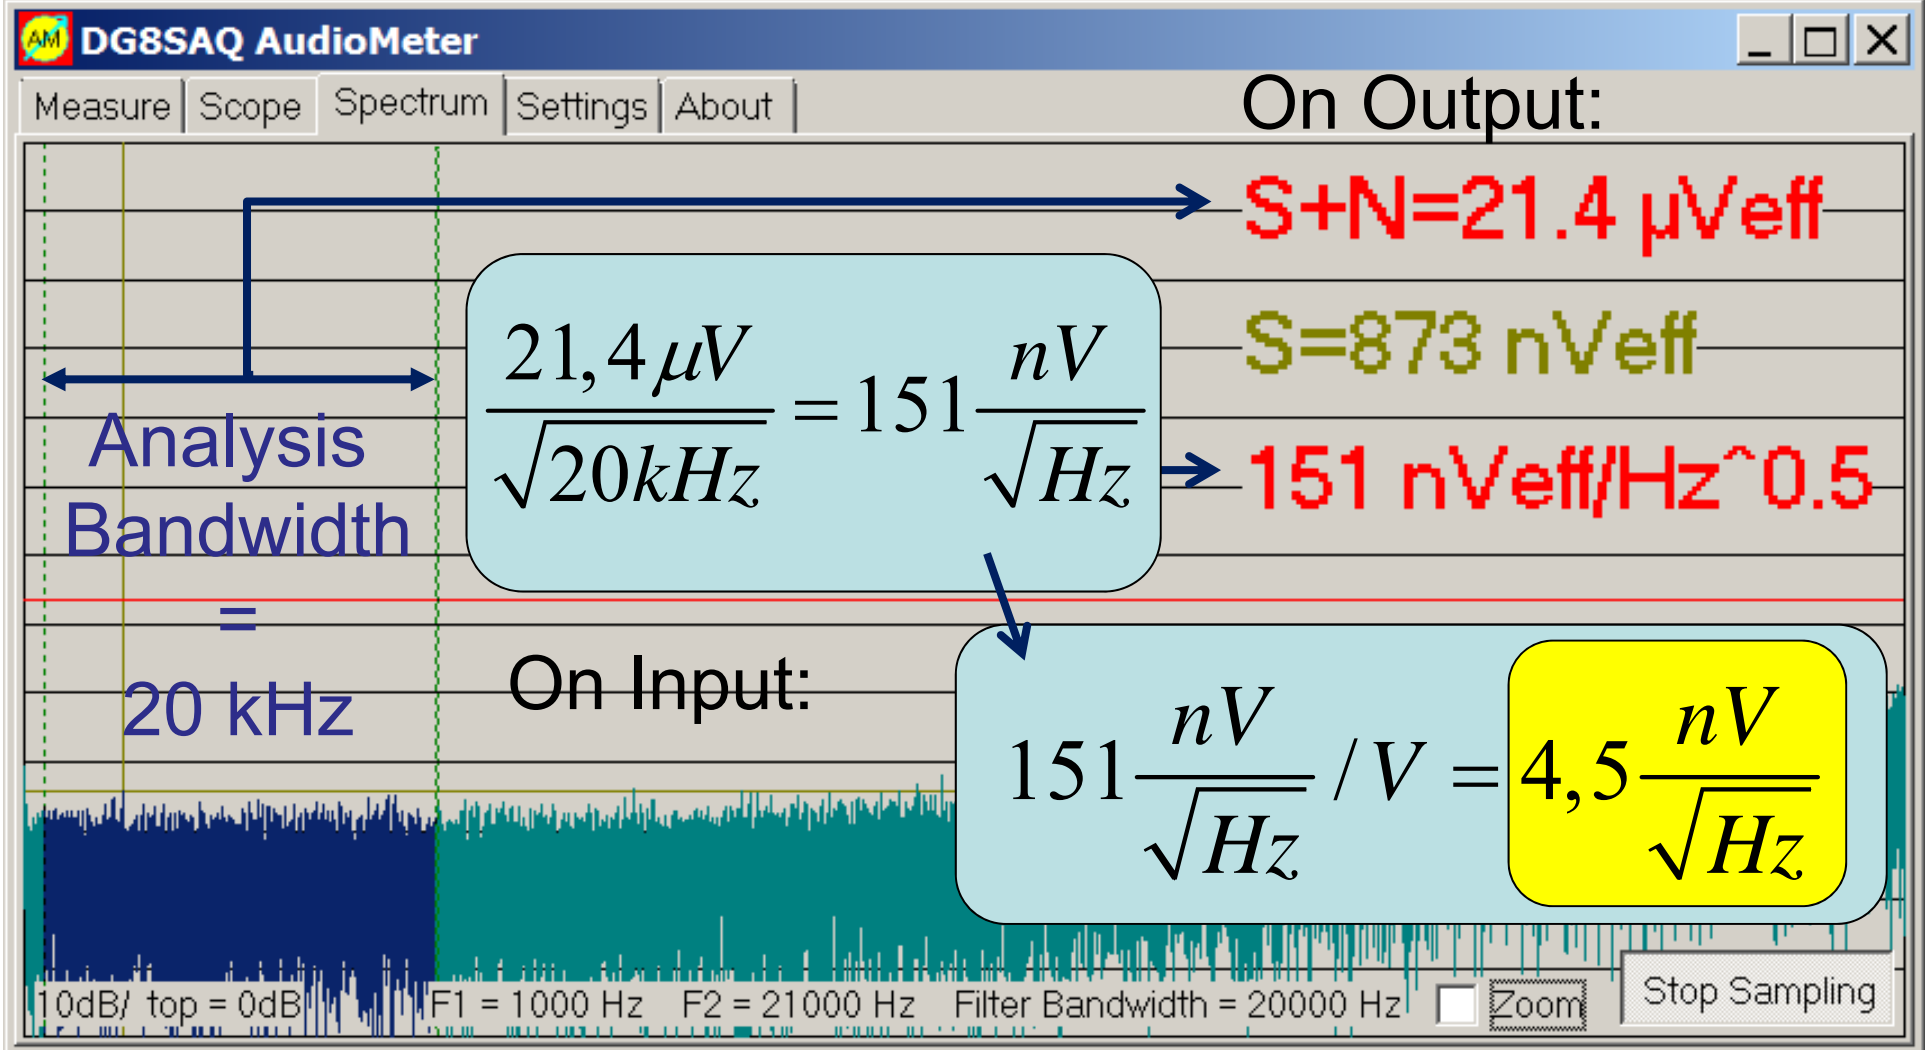 AM DG8SAQ AudioMeter
Measure Scope Spectrum Settings About
On Output:
S+N=21.4 µVeff
S=873 nVeff
151 nVeff/Hz^0.5
21,4 µV / √20kHz = 151 nV / √Hz
Analysis
Bandwidth
=
20 kHz
On Input:
151 nV / √Hz / V = 4,5 nV / √Hz
10dB/ top = 0dB F1 = 1000 Hz F2 = 21000 Hz Filter Bandwidth = 20000 Hz Zoom Stop Sampling